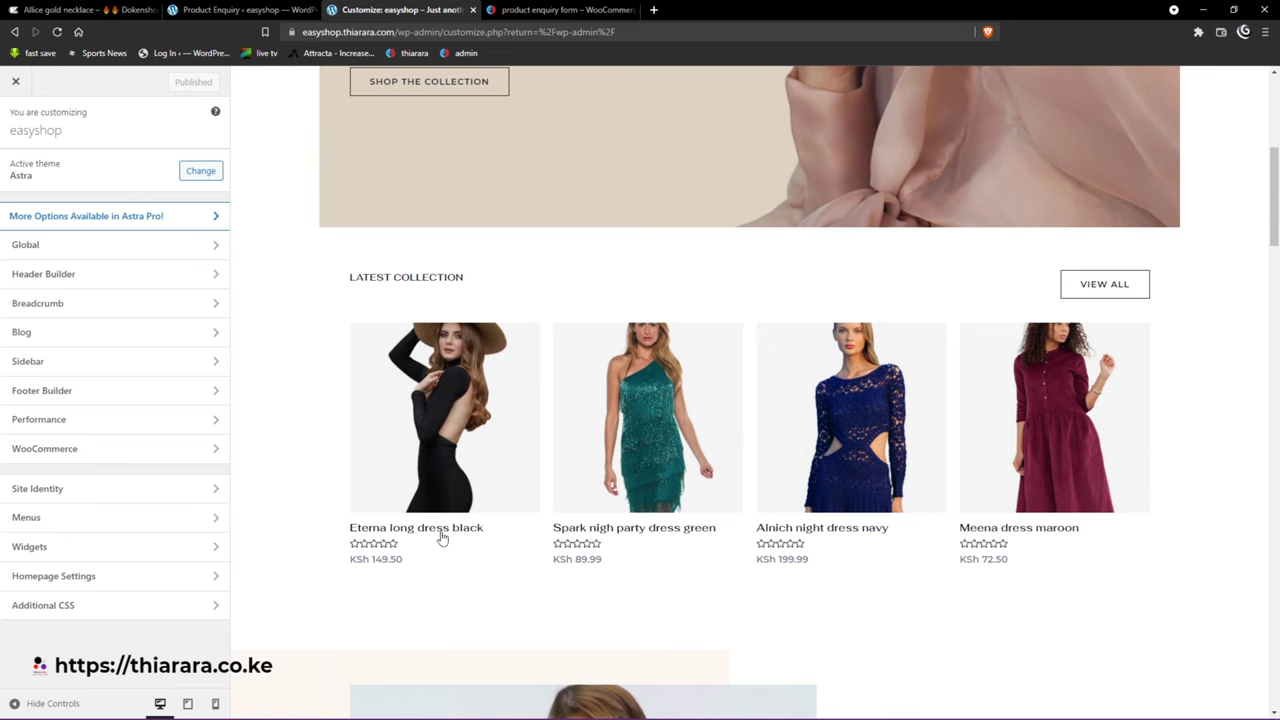 Allice gold necklace – 🔥🔥 Dokensho
Product Enquiry ‹ easyshop — WordP
Customize: easyshop – Just anoth
product enquiry form – WooCommerc
easyshop.thiarara.com/wp-admin/customize.php?return=%2Fwp-admin%2F
fast save
Sports News
Log In ‹ — WordPre...
live tv
Attracta - Increase...
thiarara
admin
Published
You are customizing
easyshop
Active theme
Astra
Change
More Options Available in Astra Pro!
Global
Header Builder
Breadcrumb
Blog
Sidebar
Footer Builder
Performance
WooCommerce
Site Identity
Menus
Widgets
Homepage Settings
Additional CSS
https://thiarara.co.ke
Hide Controls
SHOP THE COLLECTION
LATEST COLLECTION
VIEW ALL
Eterna long dress black
KSh 149.50
Spark nigh party dress green
KSh 89.99
Alnich night dress navy
KSh 199.99
Meena dress maroon
KSh 72.50